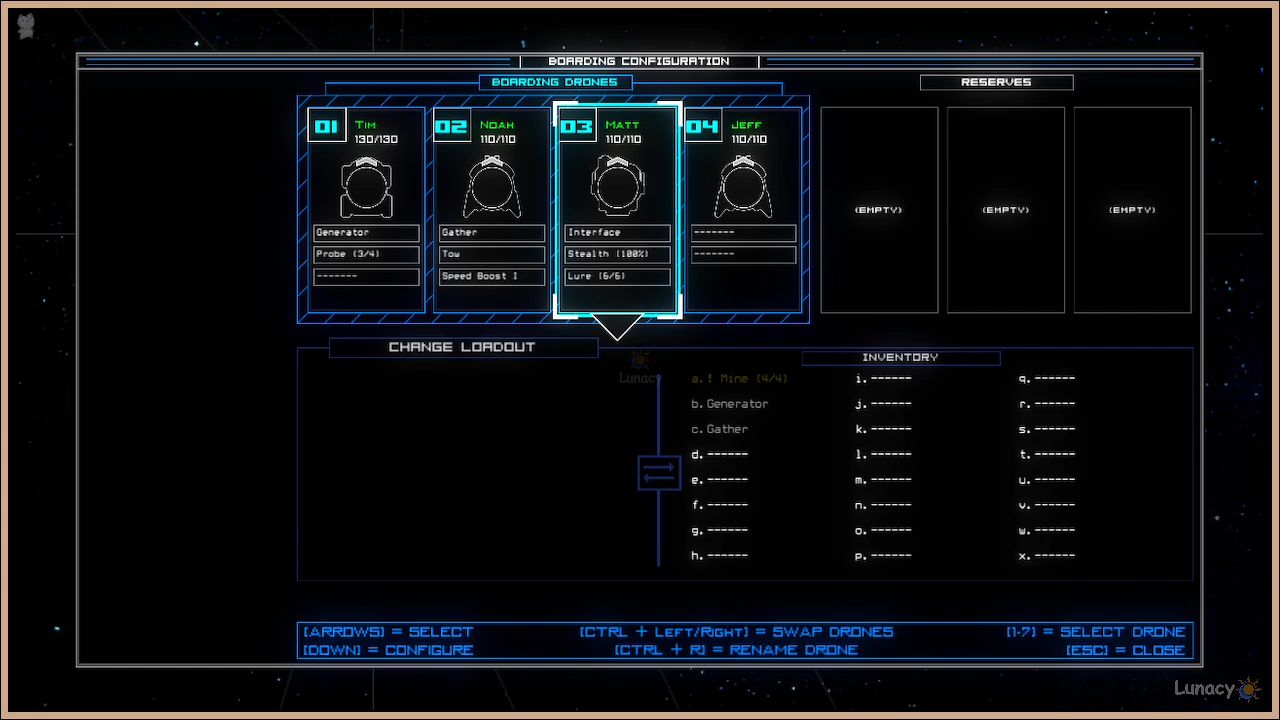 BOARDING CONFIGURATION
BOARDING DRONES
RESERVES
01 Tim 130/130
02 Noah 110/110
03 Matt 110/110
04 Jeff 110/110
(EMPTY) (EMPTY) (EMPTY)
Generator Gather Interface -------
Probe (3/4) Tow Stealth (100%) -------
------- Speed Boost I Lure (6/6)
CHANGE LOADOUT
INVENTORY
Lunacy
a.! Mine (4/4) i.------ q.------
b.Generator j.------ r.------
c.Gather k.------ s.------
d.------ l.------ t.------
e.------ m.------ u.------
f.------ n.------ v.------
g.------ o.------ w.------
h.------ p.------ x.------
[ARROWS] = SELECT [CTRL + Left/Right] = SWAP DRONES [1-7] = SELECT DRONE
[DOWN] = CONFIGURE [CTRL + R] = RENAME DRONE [ESC] = CLOSE
Lunacy